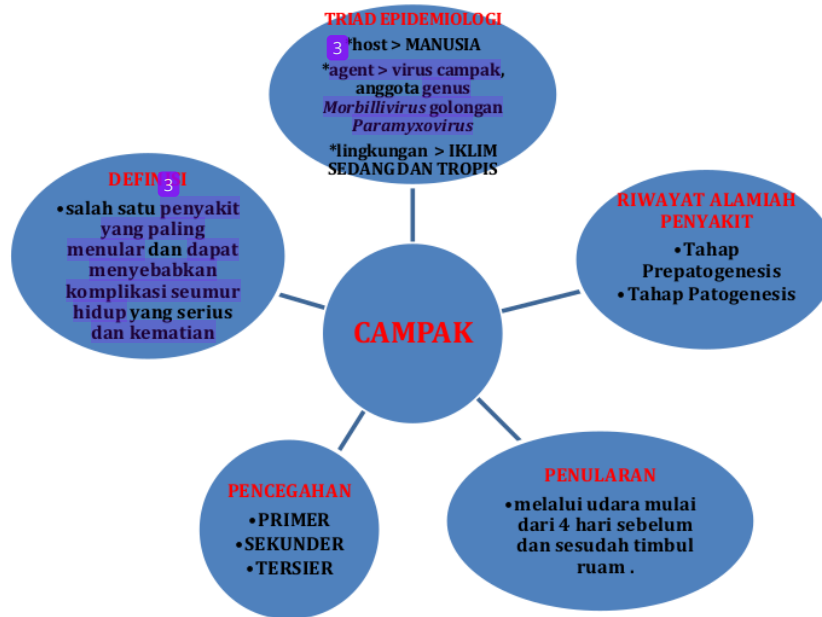 TRIAD EPIDEMIOLOGI
3
*host > MANUSIA
*agent > virus campak,
anggota genus
Morbillivirus golongan
Paramyxovirus
*lingkungan > IKLIM
SEDANG DAN TROPIS
3
•salah satu penyakit
yang paling
menular dan dapat
menyebabkan
komplikasi seumur
hidup yang serius
dan kematian
RIWAYAT ALAMIAH
PENYAKIT
•Tahap
Prepatogenesis
•Tahap Patogenesis
CAMPAK
PENCEGAHAN
•PRIMER
•SEKUNDER
•TERSIER
PENULARAN
•melalui udara mulai
dari 4 hari sebelum
dan sesudah timbul
ruam .